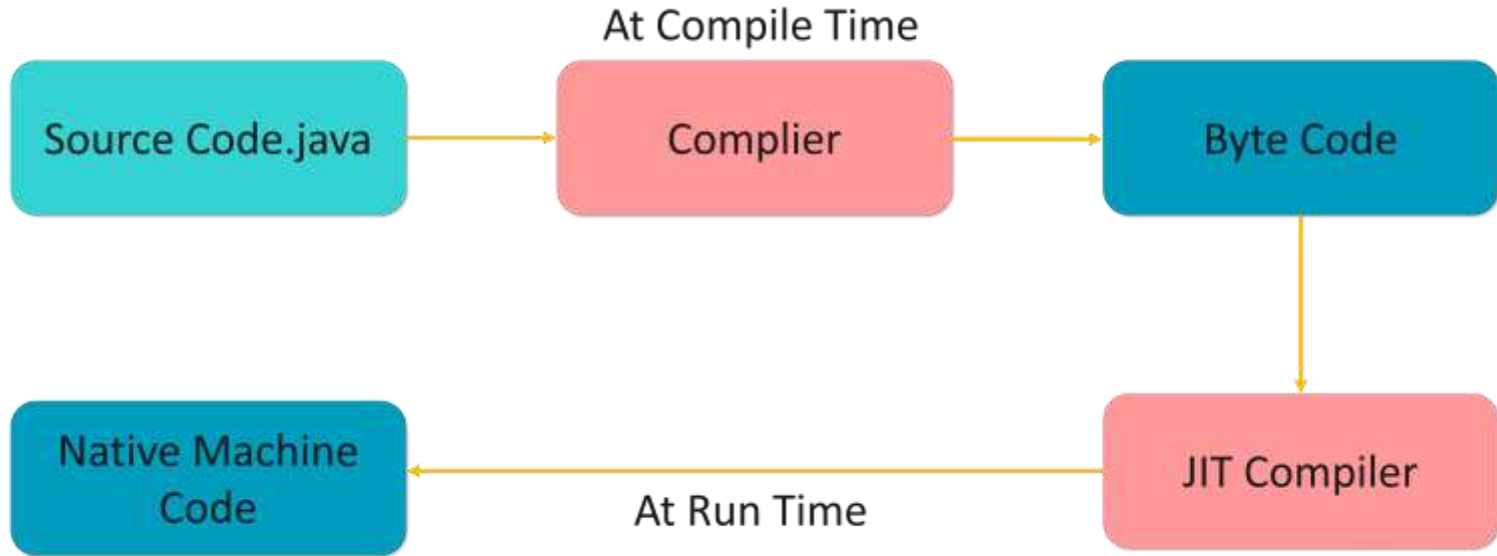 At Compile Time
Source Code.java
Complier
Byte Code
Native Machine
Code
JIT Compiler
At Run Time